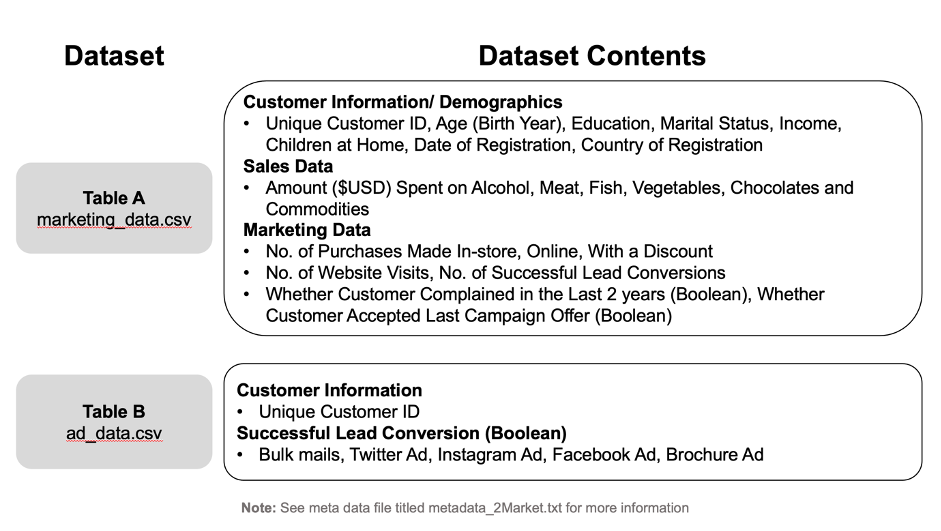 Dataset
Dataset Contents
Table A
marketing_data.csv
Customer Information/ Demographics
• Unique Customer ID, Age (Birth Year), Education, Marital Status, Income,
Children at Home, Date of Registration, Country of Registration
Sales Data
• Amount ($USD) Spent on Alcohol, Meat, Fish, Vegetables, Chocolates and
Commodities
Marketing Data
• No. of Purchases Made In-store, Online, With a Discount
• No. of Website Visits, No. of Successful Lead Conversions
• Whether Customer Complained in the Last 2 years (Boolean), Whether
Customer Accepted Last Campaign Offer (Boolean)
Table B
ad_data.csv
Customer Information
• Unique Customer ID
Successful Lead Conversion (Boolean)
• Bulk mails, Twitter Ad, Instagram Ad, Facebook Ad, Brochure Ad
Note: See meta data file titled metadata_2Market.txt for more information